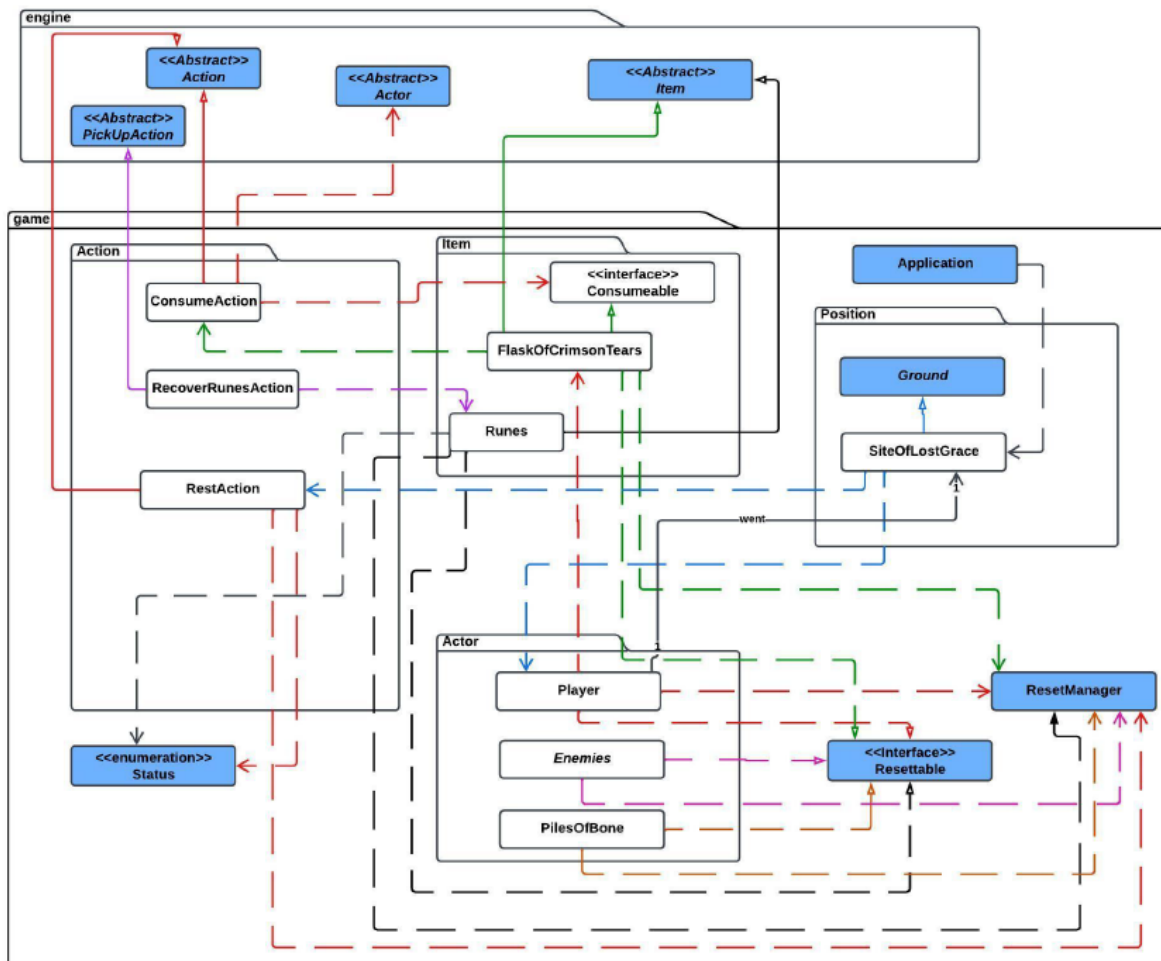 engine
<<Abstract>>
Action
<<Abstract>>
Actor
<<Abstract>>
Item
<<Abstract>>
PickUpAction
game
Action
Item
<<interface>>
Consumeable
Application
ConsumeAction
Position
FlaskOfCrimsonTears
RecoverRunesAction
Ground
Runes
SiteOfLostGrace
RestAction
1
went
Actor
1
Player
ResetManager
<<enumeration>>
Status
Enemies
<<Interface>>
Resettable
PilesOfBone